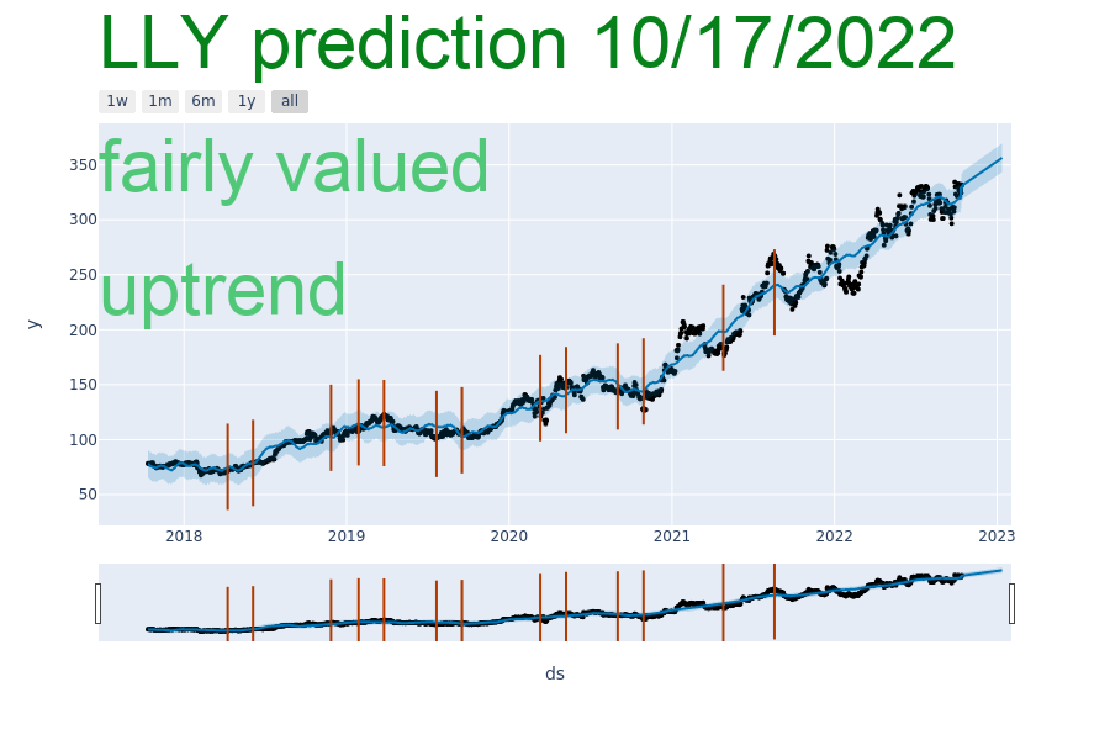 LLY prediction 10/17/2022
1w 1m 6m 1y all
fairly valued
uptrend
350
300
250
200
150
100
50
y
2018 2019 2020 2021 2022 2023
ds